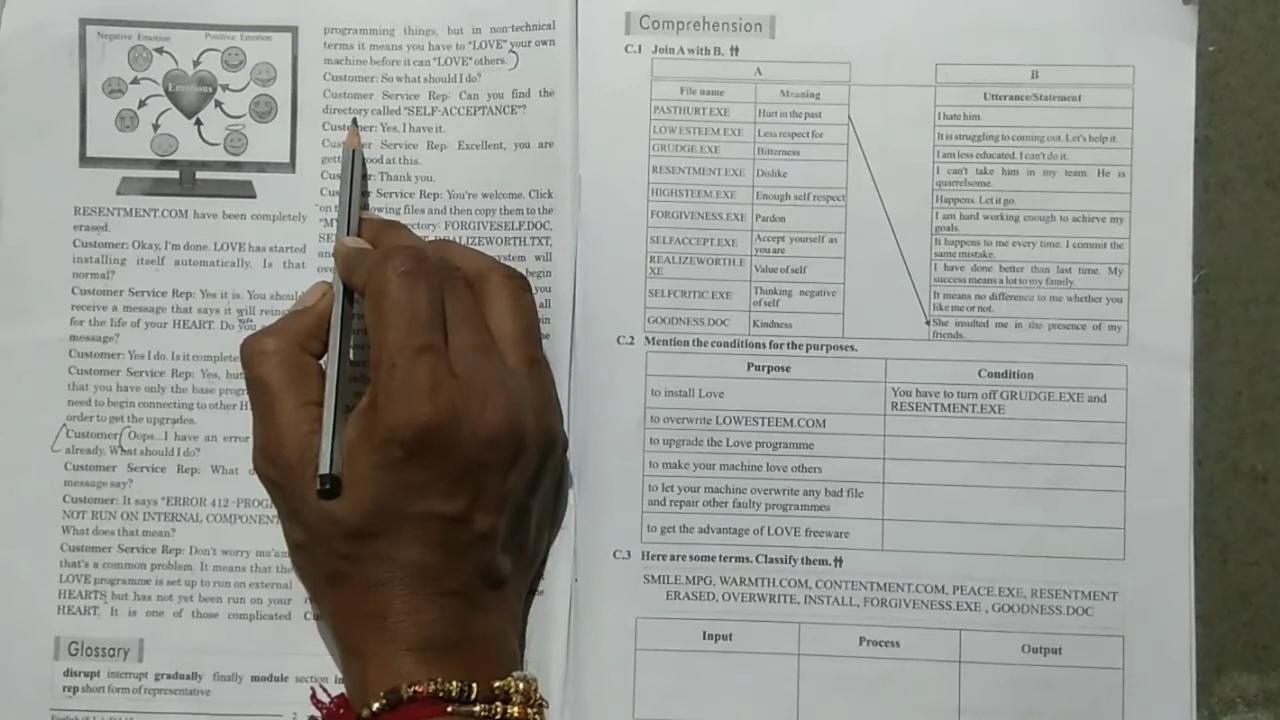 Negative Emotion Positive Emotion
Emotions
RESENTMENT.COM have been completely
erased.
Customer: Okay, I'm done. LOVE has started
installing itself automatically. Is that
normal?
Customer Service Rep: Yes it is. You
receive a message that says it will
for the life of your HEART. Do you
message?
Customer: Yes I do. Is it
Customer Service Rep: Yes, but
that you have only the base
need to begin connecting to other
order to get the upgrades.
Customer: Oops...I have an error
already. What should I do?
Customer Service Rep: What
message say?
Customer: It says "ERROR 412 -
NOT RUN ON INTERNAL
What does that mean?
Customer Service Rep: Don't worry ma'am
that's a common problem. It means that the
LOVE programme is set up to run on external
HEARTS but has not yet been run on your
HEART. It is one of those complicated
Glossary
disrupt interrupt gradually finally module section
rep short form of representative
2
programming things, but in non-technical
terms it means you have to "LOVE" your own
machine before it can "LOVE" others.
Customer: So what should I do?
Customer Service Rep: Can you find the
directory called "SELF-ACCEPTANCE"?
Customer: Yes, I have it.
Service Rep: Excellent, you are
good at this.
Thank you.
Service Rep: You're welcome. Click
following files and then copy them to the
directory: FORGIVESELF.DOC,
REALIZEWORTH.TXT,
system will
begin
you
all
Comprehension
C.1 Join A with B.
A B
File name Meaning Utterance/Statement
PASTHURT.EXE Hurt in the past I hate him.
LOWESTEEM.EXE Less respect for It is struggling to coming out. Let's help it.
GRUDGE.EXE Bitterness I am less educated. I can't do it.
RESENTMENT.EXE Dislike I can't take him in my team. He is
quarrelsome.
HIGHSTEEM.EXE Enough self respect Happens. Let it go.
FORGIVENESS.EXE Pardon I am hard working enough to achieve my
goals.
SELFACCEPT.EXE Accept yourself as
you are It happens to me every time. I commit the
same mistake.
REALIZEWORTH.E
XE Value of self I have done better than last time. My
success means a lot to my family.
SELFCRITIC.EXE Thinking negative
of self It means no difference to me whether you
like me or not.
GOODNESS.DOC Kindness She insulted me in the presence of my
friends.
C.2 Mention the conditions for the purposes.
Purpose Condition
to install Love You have to turn off GRUDGE.EXE and
RESENTMENT.EXE
to overwrite LOWESTEEM.COM
to upgrade the Love programme
to make your machine love others
to let your machine overwrite any bad file
and repair other faulty programmes
to get the advantage of LOVE freeware
C.3 Here are some terms. Classify them.
SMILE.MPG, WARMTH.COM, CONTENTMENT.COM, PEACE.EXE, RESENTMENT
ERASED, OVERWRITE, INSTALL, FORGIVENESS.EXE , GOODNESS.DOC
Input Process Output